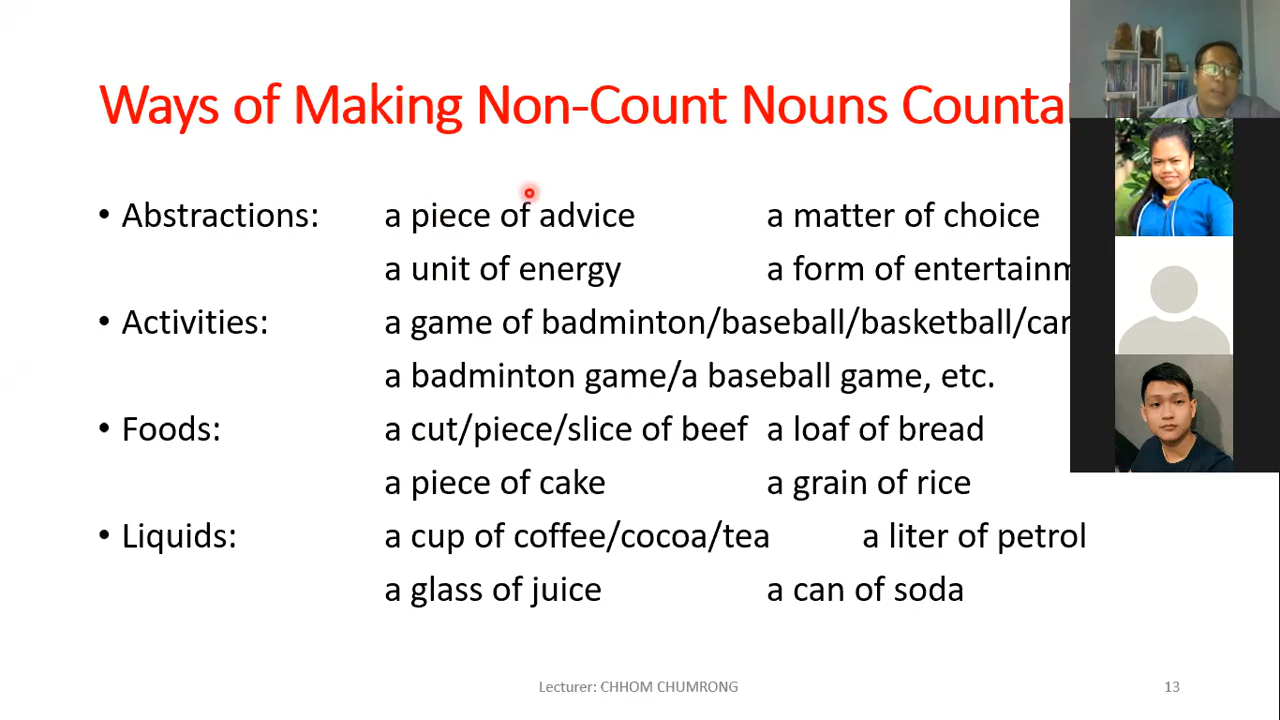 Ways of Making Non-Count Nouns
• Abstractions: a piece of advice a matter of choice
a unit of energy a form of
• Activities: a game of badminton/baseball/basketball/
a badminton game/a baseball game, etc.
• Foods: a cut/piece/slice of beef a loaf of bread
a piece of cake a grain of rice
• Liquids: a cup of coffee/cocoa/tea a liter of petrol
a glass of juice a can of soda
Lecturer: CHHOM CHUMRONG 13